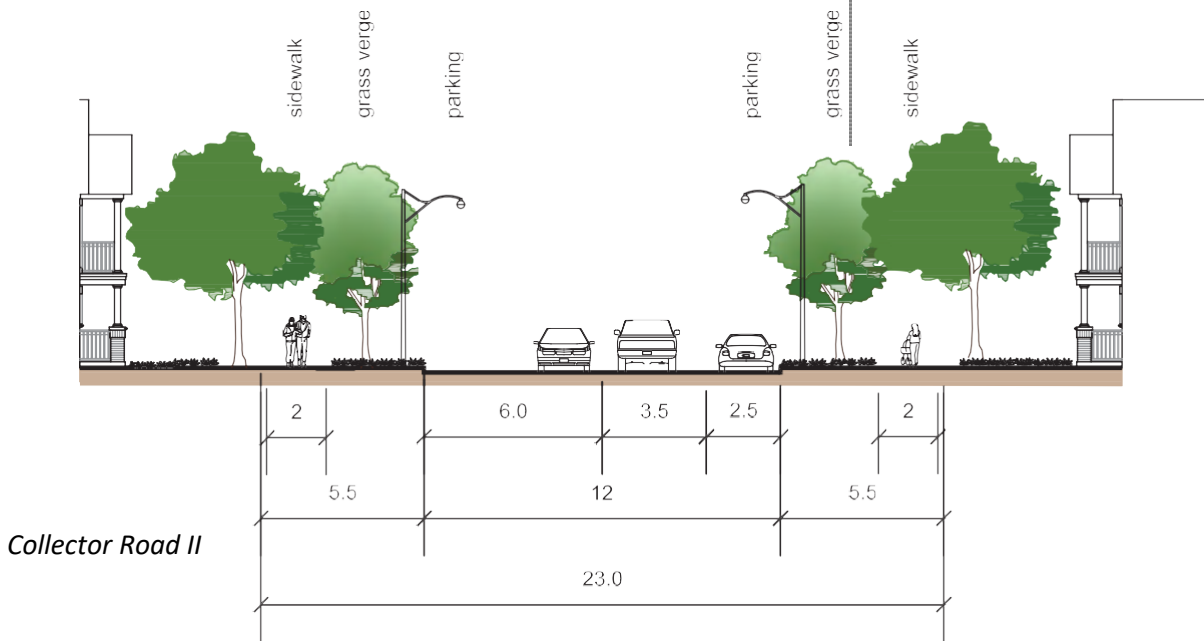 sidewalk
grass verge
parking
parking
grass verge
sidewalk
2
6.0
3.5
2.5
2
5.5
12
5.5
Collector Road II
23.0